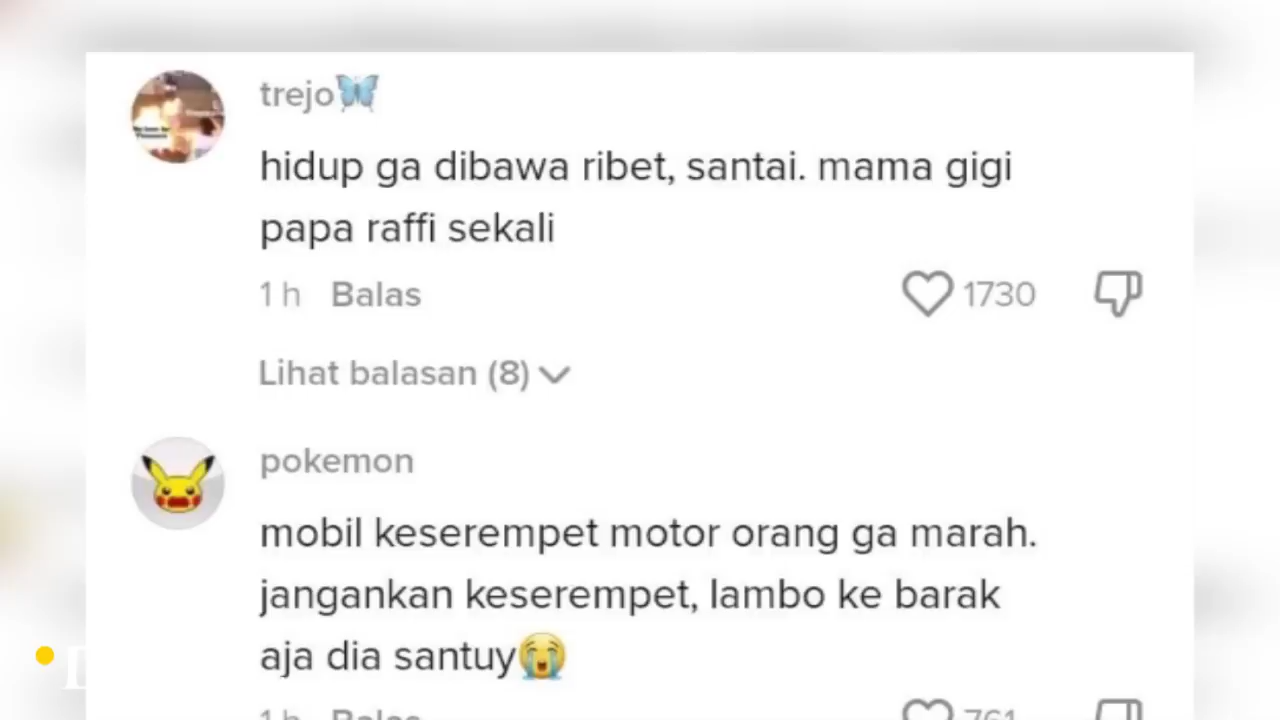 trejo🦋
hidup ga dibawa ribet, santai. mama gigi
papa raffi sekali
1 h Balas 1730
Lihat balasan (8)
pokemon
mobil keserempet motor orang ga marah.
jangankan keserempet, lambo ke barak
aja dia santuy😭
1 h Balas 761